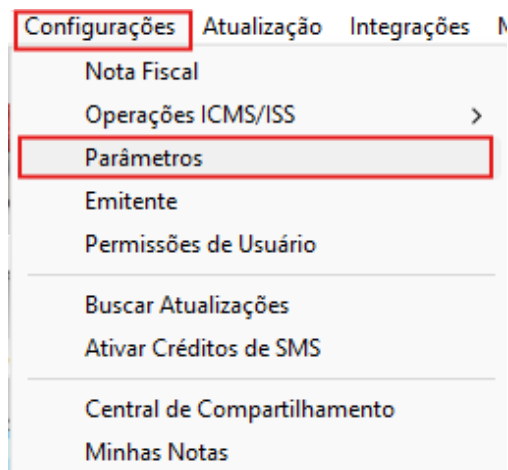 Configurações Atualização Integrações
Nota Fiscal
Operações ICMS/ISS >
Parâmetros
Emitente
Permissões de Usuário
Buscar Atualizações
Ativar Créditos de SMS
Central de Compartilhamento
Minhas Notas